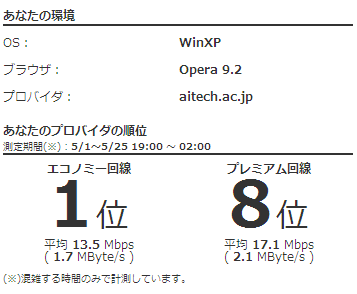 あなたの環境
OS： WinXP
ブラウザ： Opera 9.2
プロバイダ： aitech.ac.jp
あなたのプロバイダの順位
測定期間(※)：5/1～5/25 19:00 ～ 02:00
エコノミー回線 プレミアム回線
1位 8位
平均 13.5 Mbps 平均 17.1 Mbps
( 1.7 MByte/s ) ( 2.1 MByte/s )
(※)混雑する時間のみで計測しています。